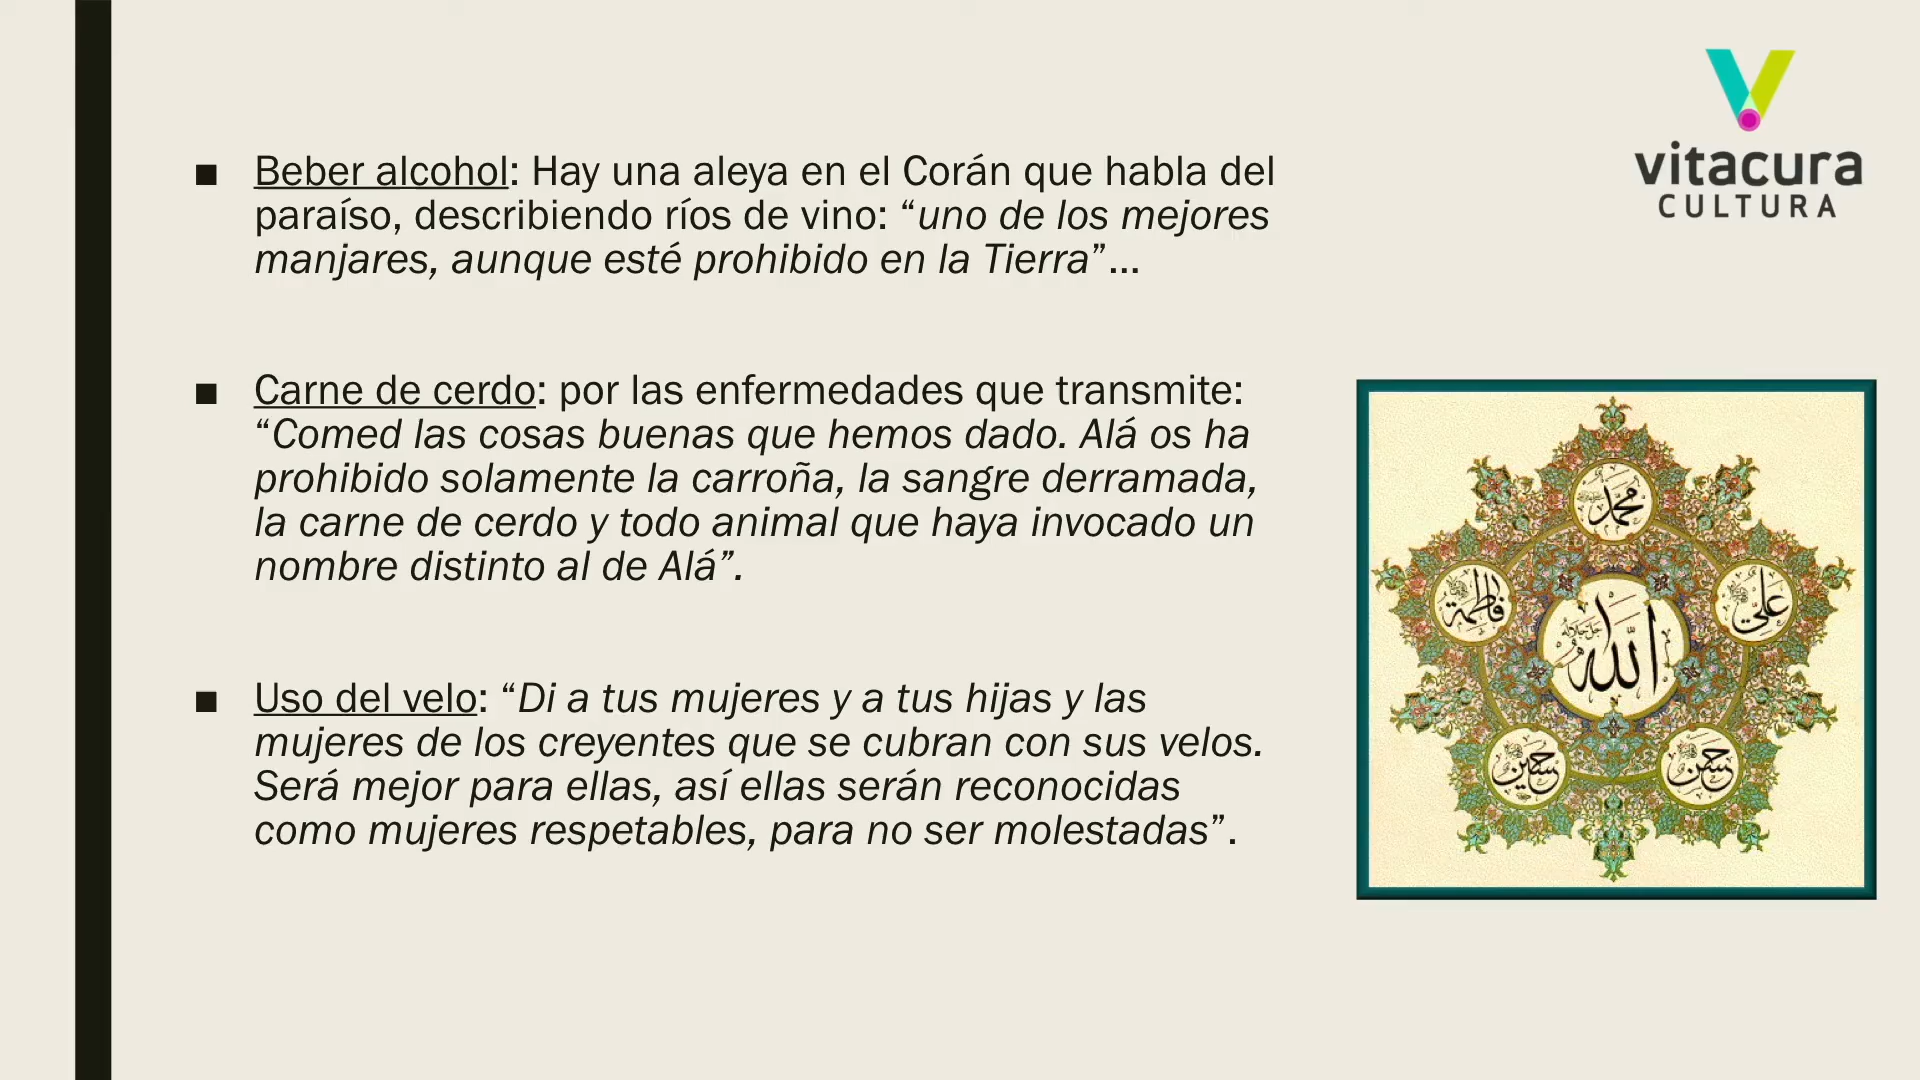 vitacura
CULTURA
■ Beber alcohol: Hay una aleya en el Corán que habla del
paraíso, describiendo ríos de vino: “uno de los mejores
manjares, aunque esté prohibido en la Tierra”...
■ Carne de cerdo: por las enfermedades que transmite:
“Comed las cosas buenas que hemos dado. Alá os ha
prohibido solamente la carroña, la sangre derramada,
la carne de cerdo y todo animal que haya invocado un
nombre distinto al de Alá”.
■ Uso del velo: “Di a tus mujeres y a tus hijas y las
mujeres de los creyentes que se cubran con sus velos.
Será mejor para ellas, así ellas serán reconocidas
como mujeres respetables, para no ser molestadas”.
محمد
علي
فاطمة
الله
جل جلاله
حسن
حسين